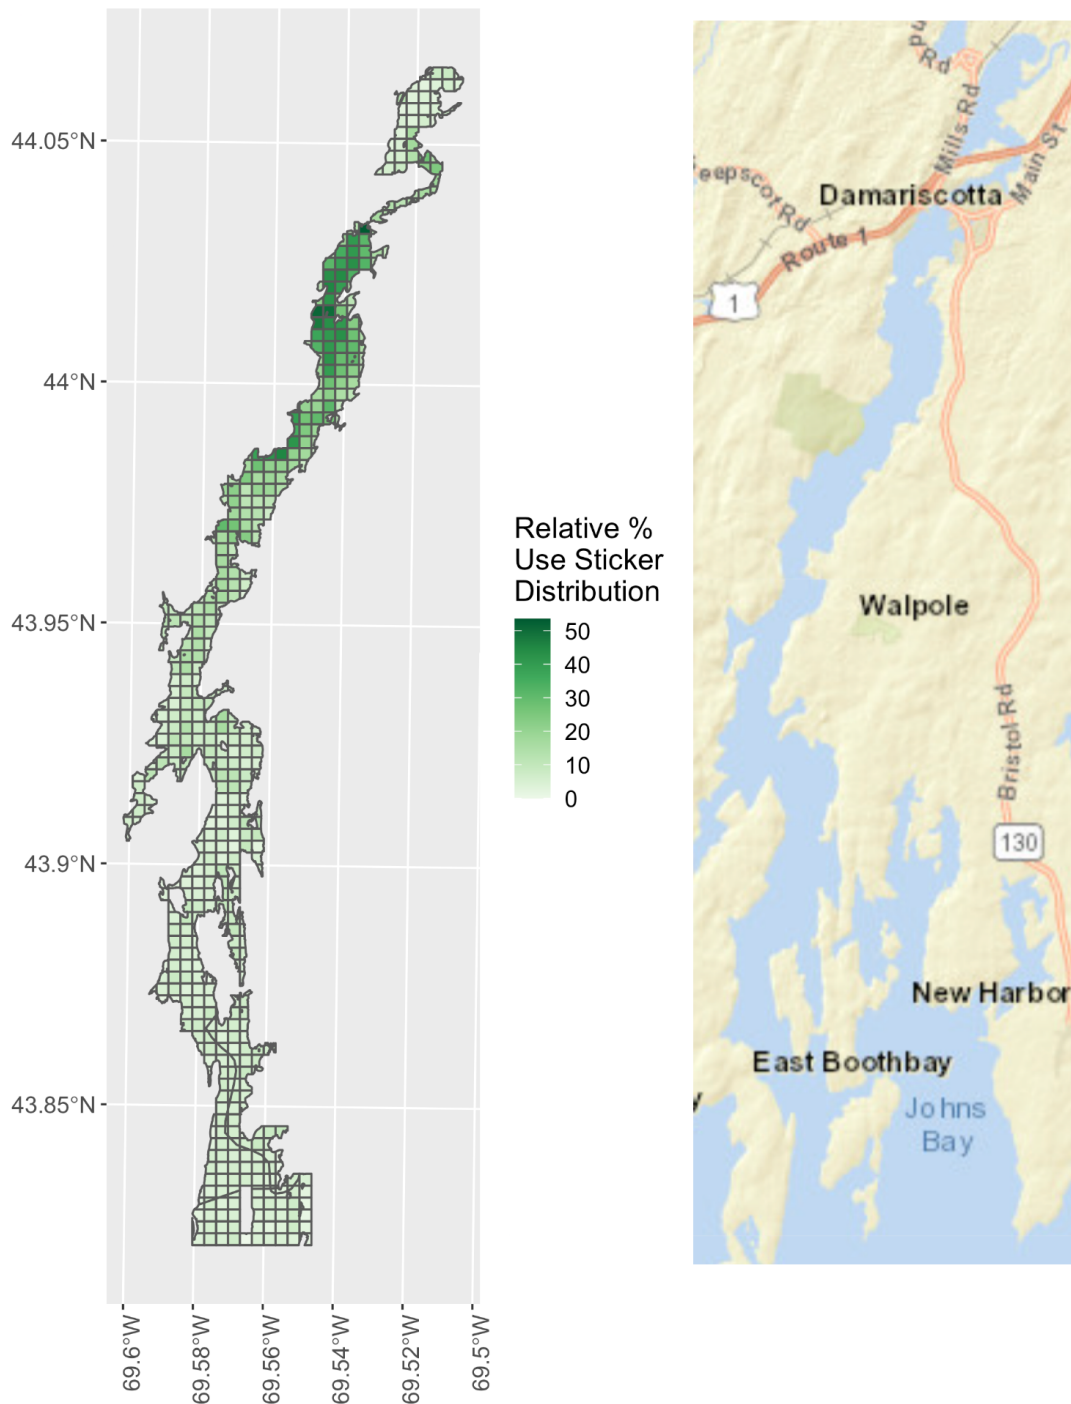 44.05°N
44°N
43.95°N
43.9°N
43.85°N
69.6°W
69.58°W
69.56°W
69.54°W
69.52°W
69.5°W
Relative %
Use Sticker
Distribution
50
40
30
20
10
0
Rd
Mills Rd
Main St
eepscot Rd
Damariscotta
Route 1
1
Walpole
Bristol Rd
130
New Harbor
East Boothbay
y
Johns
Bay